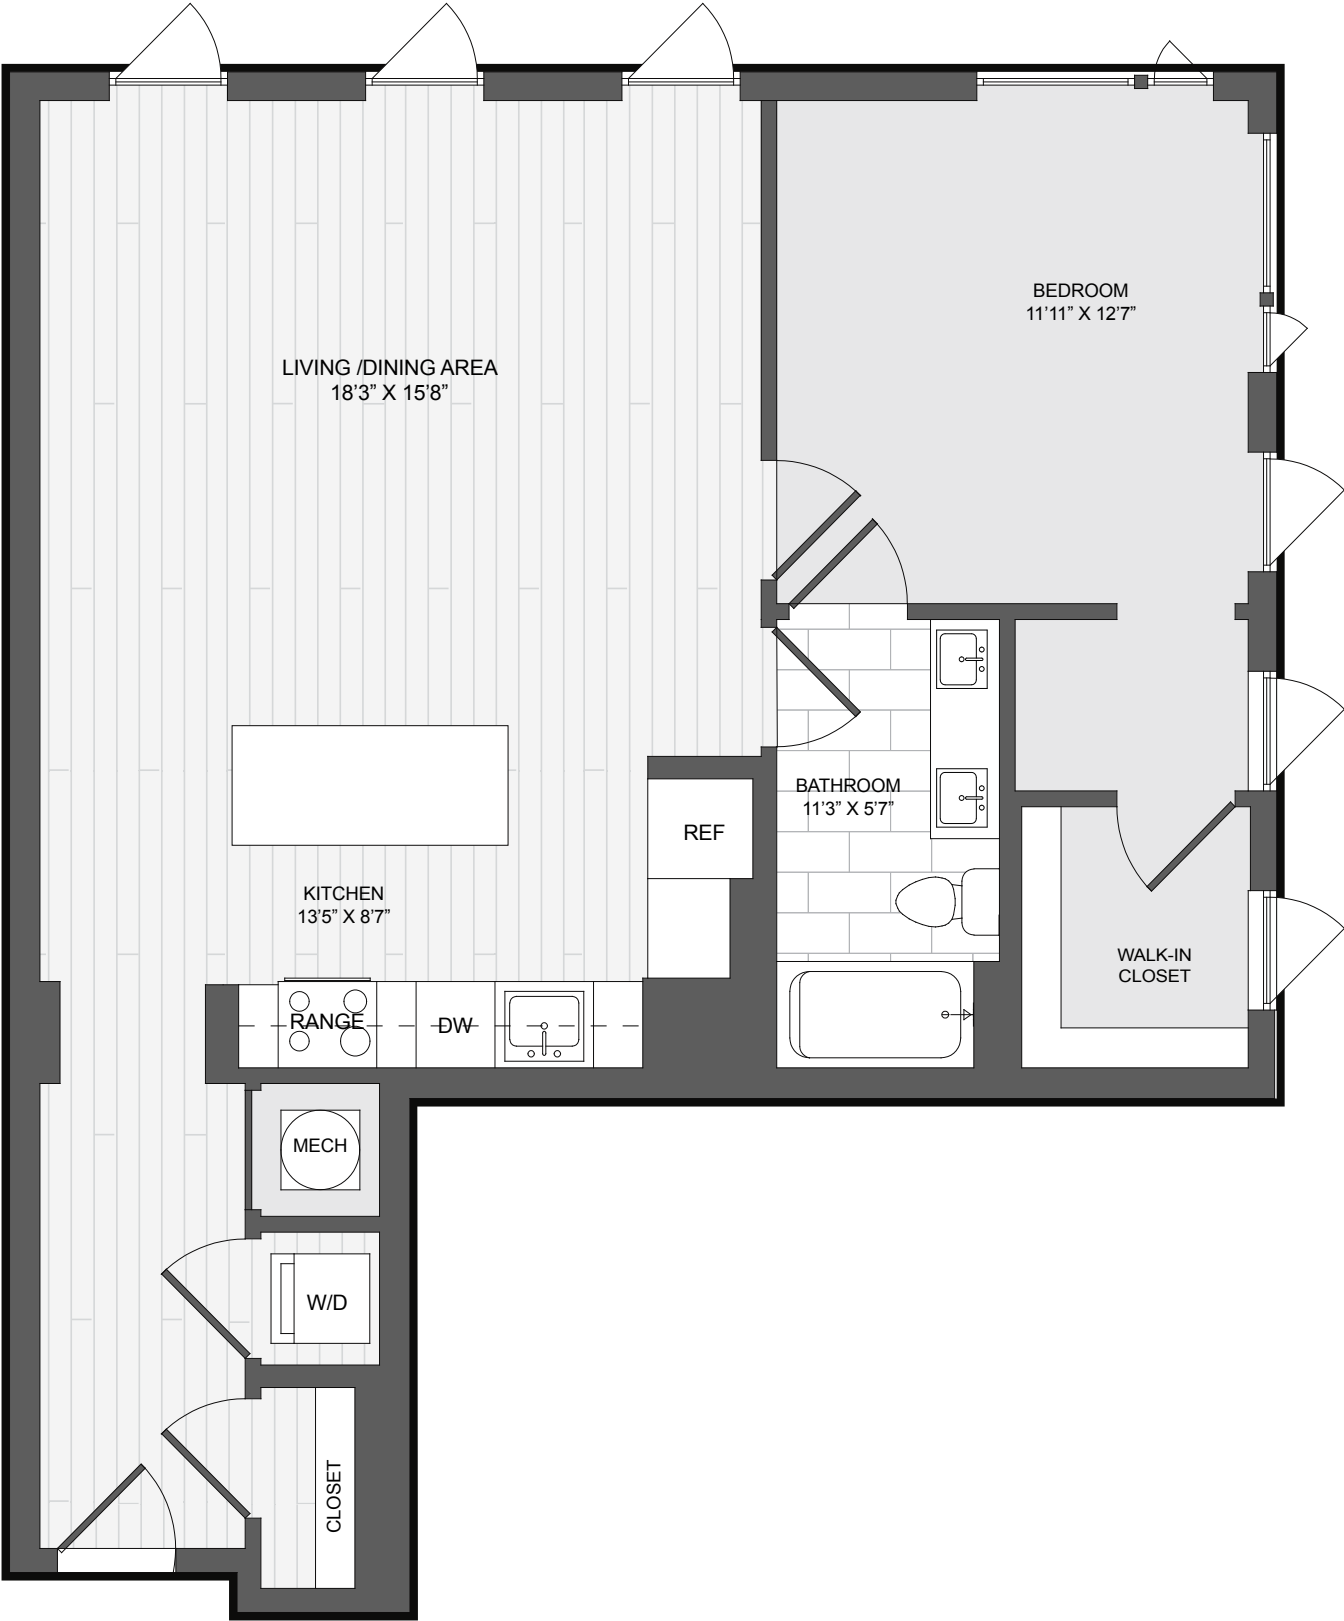 BEDROOM
11’11” X 12’7”
LIVING /DINING AREA
18’3” X 15’8”
BATHROOM
11’3” X 5’7”
REF
KITCHEN
13’5” X 8’7”
WALK-IN
CLOSET
RANGE
DW
MECH
W/D
CLOSET